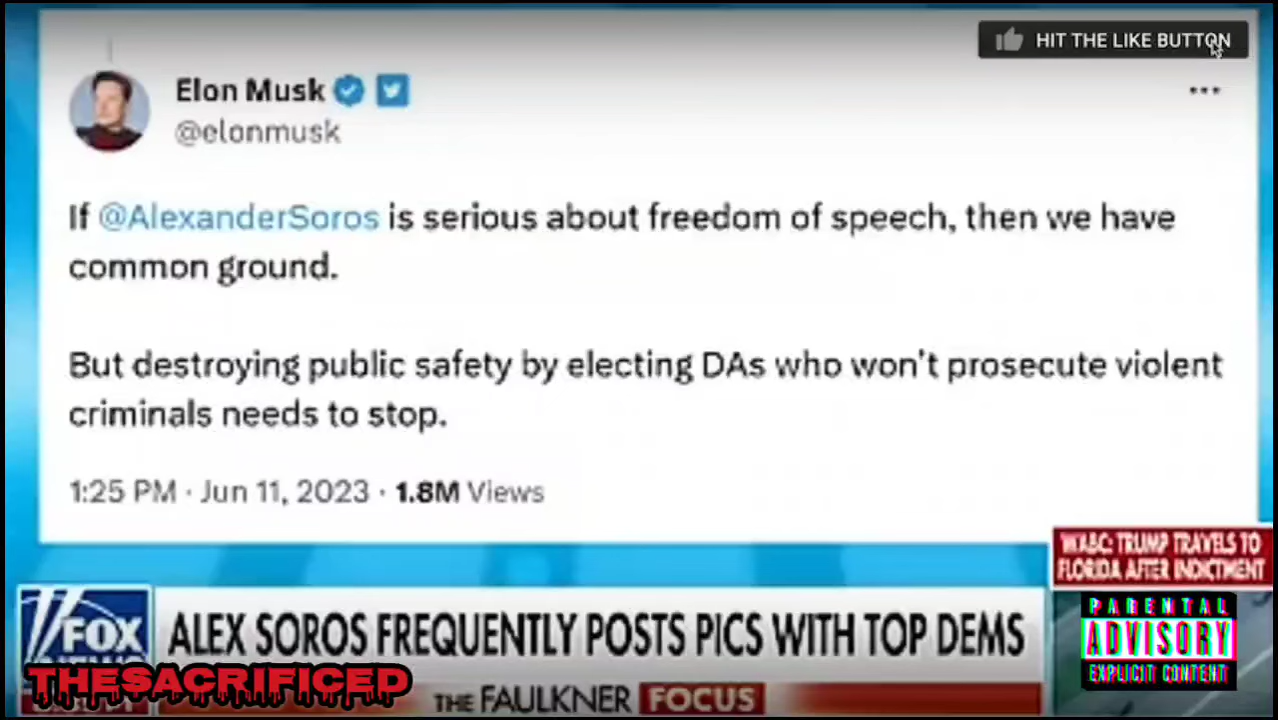 HIT THE LIKE BUTTON
Elon Musk
@elonmusk
If @AlexanderSoros is serious about freedom of speech, then we have
common ground.
But destroying public safety by electing DAs who won't prosecute violent
criminals needs to stop.
1:25 PM · Jun 11, 2023 · 1.8M Views
WABC: TRUMP TRAVELS TO
FLORIDA AFTER INDICTMENT
FOX
ALEX SOROS FREQUENTLY POSTS PICS WITH TOP DEMS
PARENTAL
ADVISORY
EXPLICIT CONTENT
THESACRIFICED
THE FAULKNER FOCUS